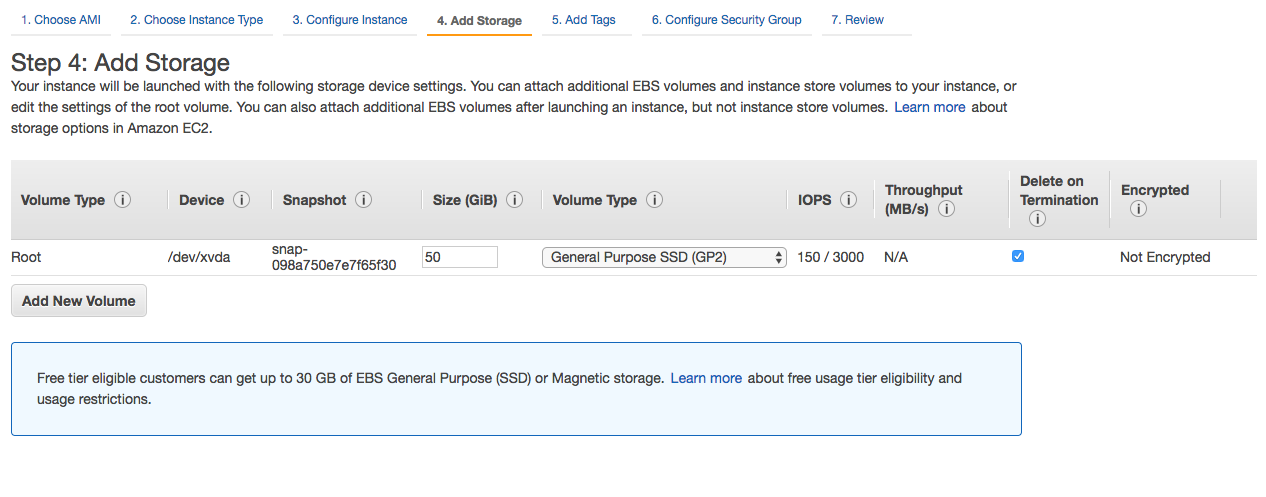 1. Choose AMI 2. Choose Instance Type 3. Configure Instance 4. Add Storage 5. Add Tags 6. Configure Security Group 7. Review
Step 4: Add Storage
Your instance will be launched with the following storage device settings. You can attach additional EBS volumes and instance store volumes to your instance, or
edit the settings of the root volume. You can also attach additional EBS volumes after launching an instance, but not instance store volumes. Learn more about
storage options in Amazon EC2.
Volume Type i Device i Snapshot i Size (GiB) i Volume Type i IOPS i Throughput (MB/s) i Delete on Termination i Encrypted i
Root /dev/xvda snap-098a750e7e7f65f30 50 General Purpose SSD (GP2) 150 / 3000 N/A Not Encrypted
Add New Volume
Free tier eligible customers can get up to 30 GB of EBS General Purpose (SSD) or Magnetic storage. Learn more about free usage tier eligibility and
usage restrictions.